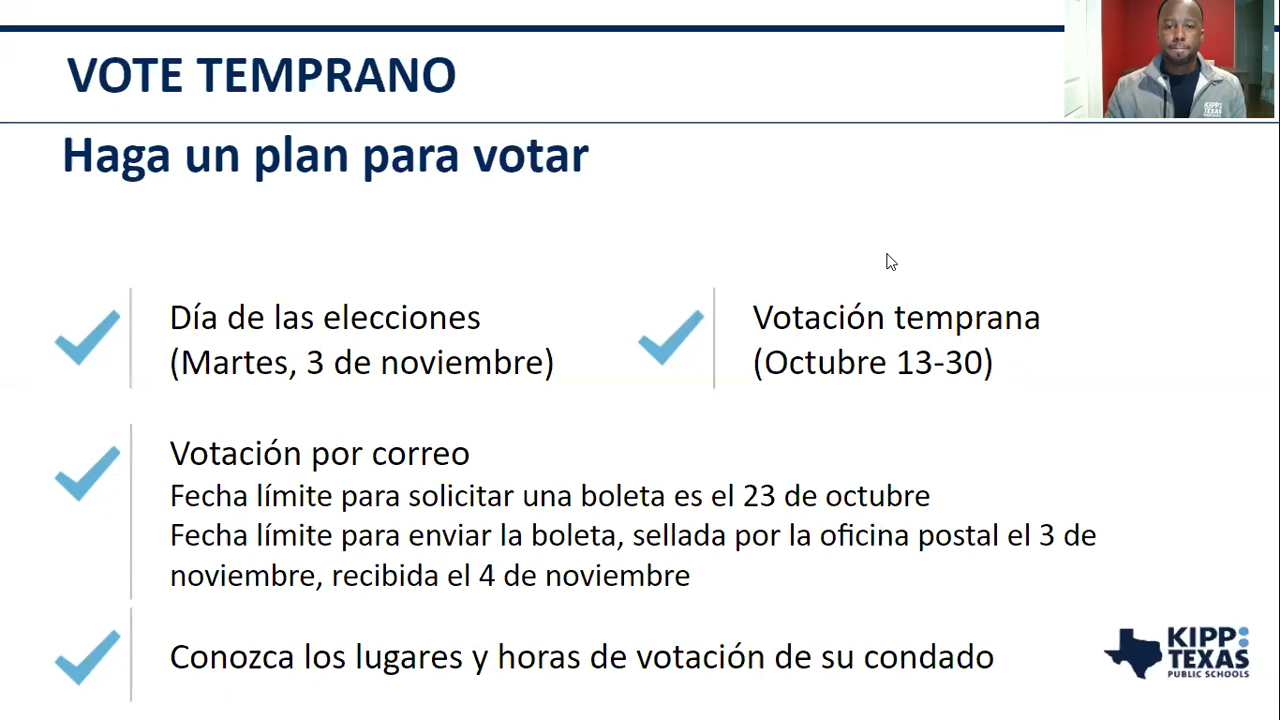 VOTE TEMPRANO
Haga un plan para votar
Día de las elecciones
(Martes, 3 de noviembre)
Votación temprana
(Octubre 13-30)
Votación por correo
Fecha límite para solicitar una boleta es el 23 de octubre
Fecha límite para enviar la boleta, sellada por la oficina postal el 3 de
noviembre, recibida el 4 de noviembre
Conozca los lugares y horas de votación de su condado
KIPP:
TEXAS
PUBLIC SCHOOLS
KIPP:
TEXAS